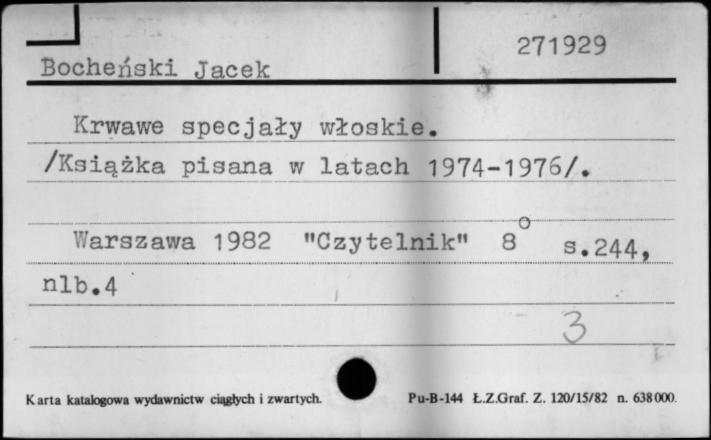 271929
Bocheński Jacek
Krwawe specjały włoskie.
/Książka pisana w latach 1974-1976/.
Warszawa 1982 "Czytelnik" 8° s.244,
nlb.4
3
Karta katalogowa wydawnictw ciągłych i zwartych. Pu-B-144 Ł.Z.Graf. Z. 120/15/82 n. 638000.